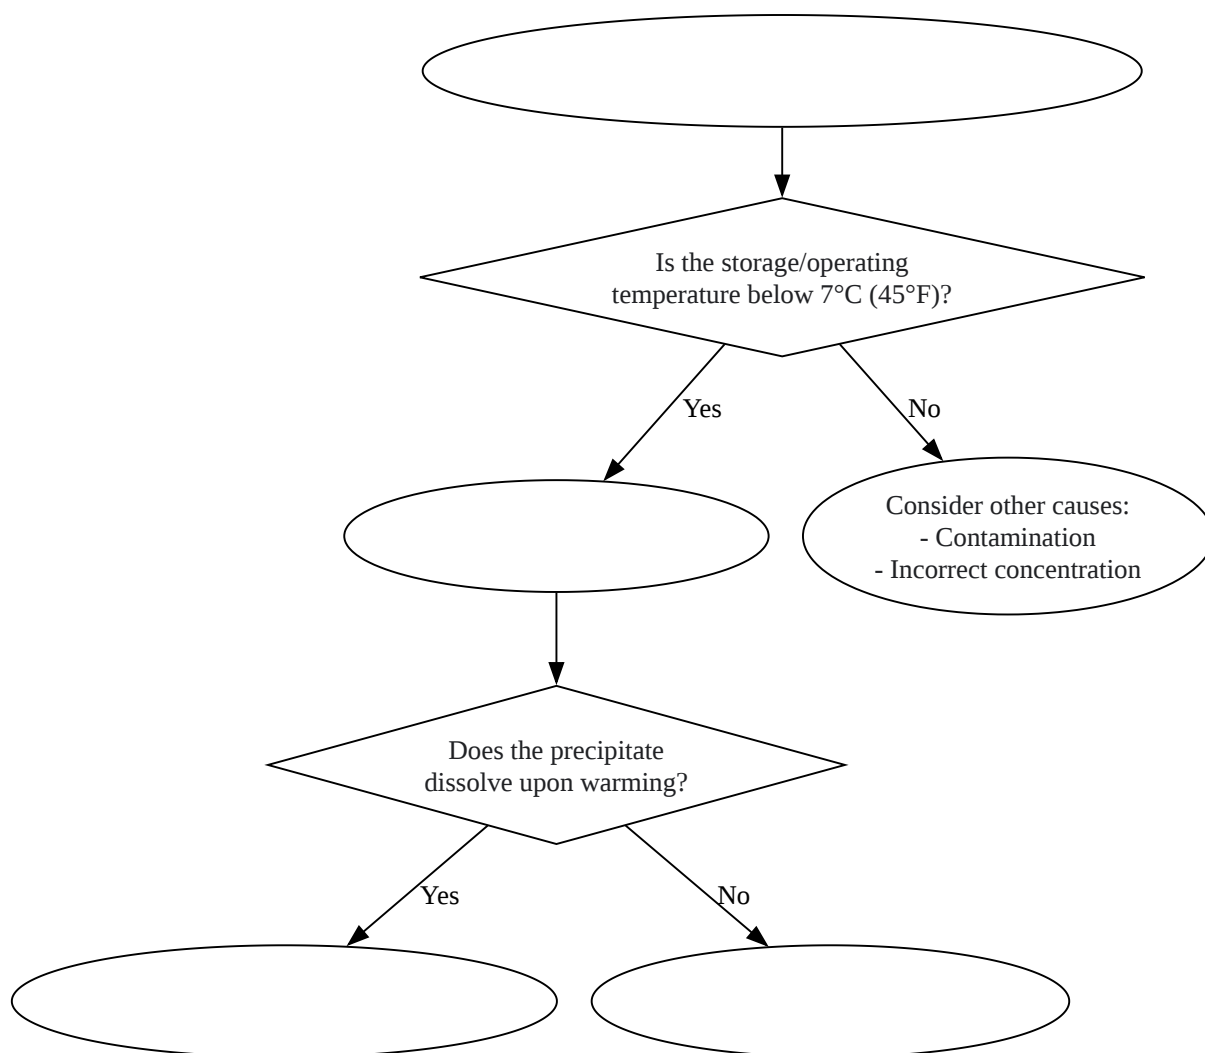 Is the storage/operating
temperature below 7°C (45°F)?
Yes
No
Consider other causes:
- Contamination
- Incorrect concentration
Does the precipitate
dissolve upon warming?
Yes
No